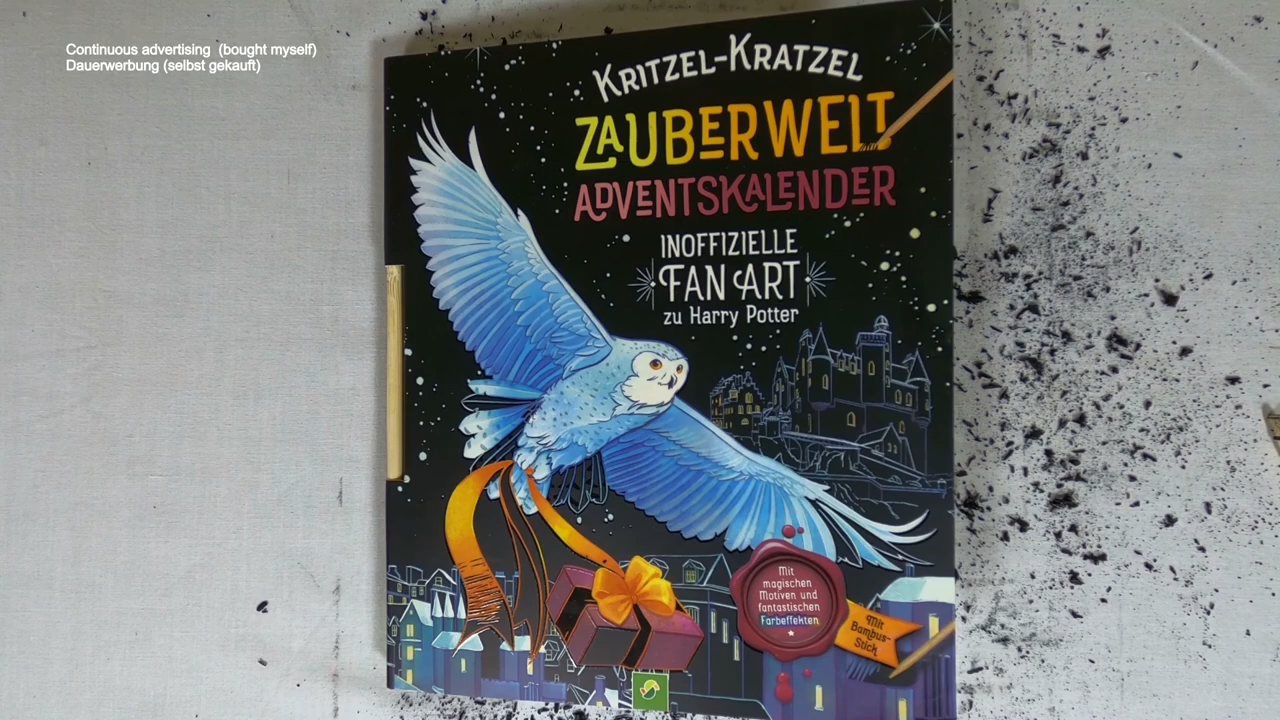 Continuous advertising (bought myself)
Dauerwerbung (selbst gekauft)
KRITZEL-KRATZEL
ZAUBERWELT
ADVENTSKALENDER
INOFFIZIELLE
FAN ART
zu Harry Potter
Mit
magischen
Motiven und
fantastischen
Farbeffekten
Mit
Bambus-
Stick